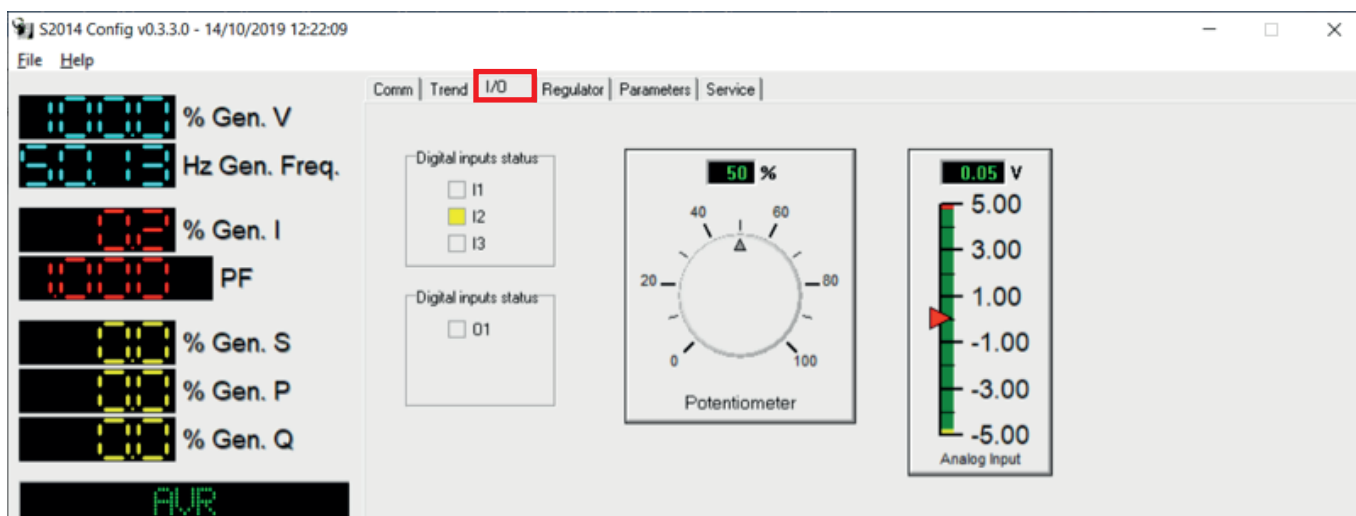 S2014 Config v0.3.3.0 - 14/10/2019 12:22:09
File Help
Comm Trend I/O Regulator Parameters Service
100.0 % Gen. V
50.13 Hz Gen. Freq.
0.2 % Gen. I
1.000 PF
0.0 % Gen. S
0.0 % Gen. P
0.0 % Gen. Q
AVR
Digital inputs status
I1
I2
I3
Digital inputs status
O1
50 %
40 60
20 80
0 100
Potentiometer
0.05 V
5.00
3.00
1.00
-1.00
-3.00
-5.00
Analog Input